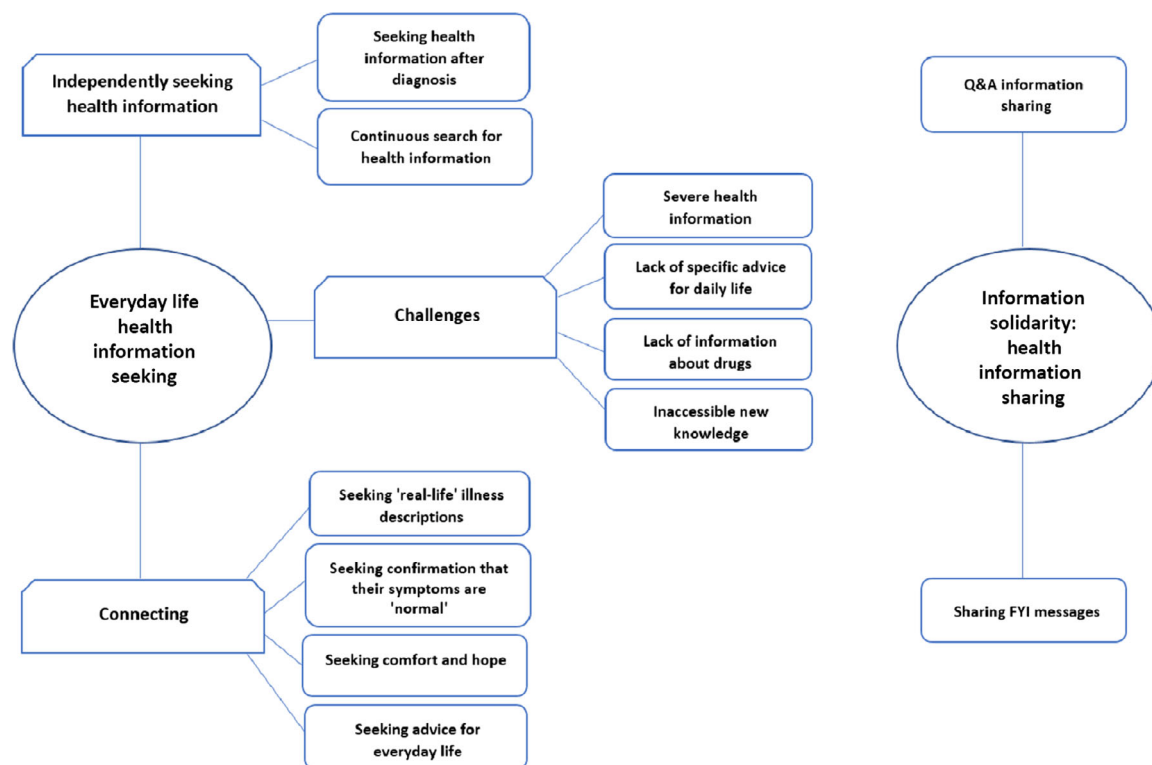 Independently seeking
health information
Seeking health
information after
diagnosis
Continuous search for
health information
Everyday life
health
information
seeking
Challenges
Severe health
information
Lack of specific advice
for daily life
Lack of information
about drugs
Inaccessible new
knowledge
Connecting
Seeking 'real-life' illness
descriptions
Seeking confirmation that
their symptoms are
'normal'
Seeking comfort and hope
Seeking advice for
everyday life
Q&A information
sharing
Information
solidarity:
health
information
sharing
Sharing FYI messages